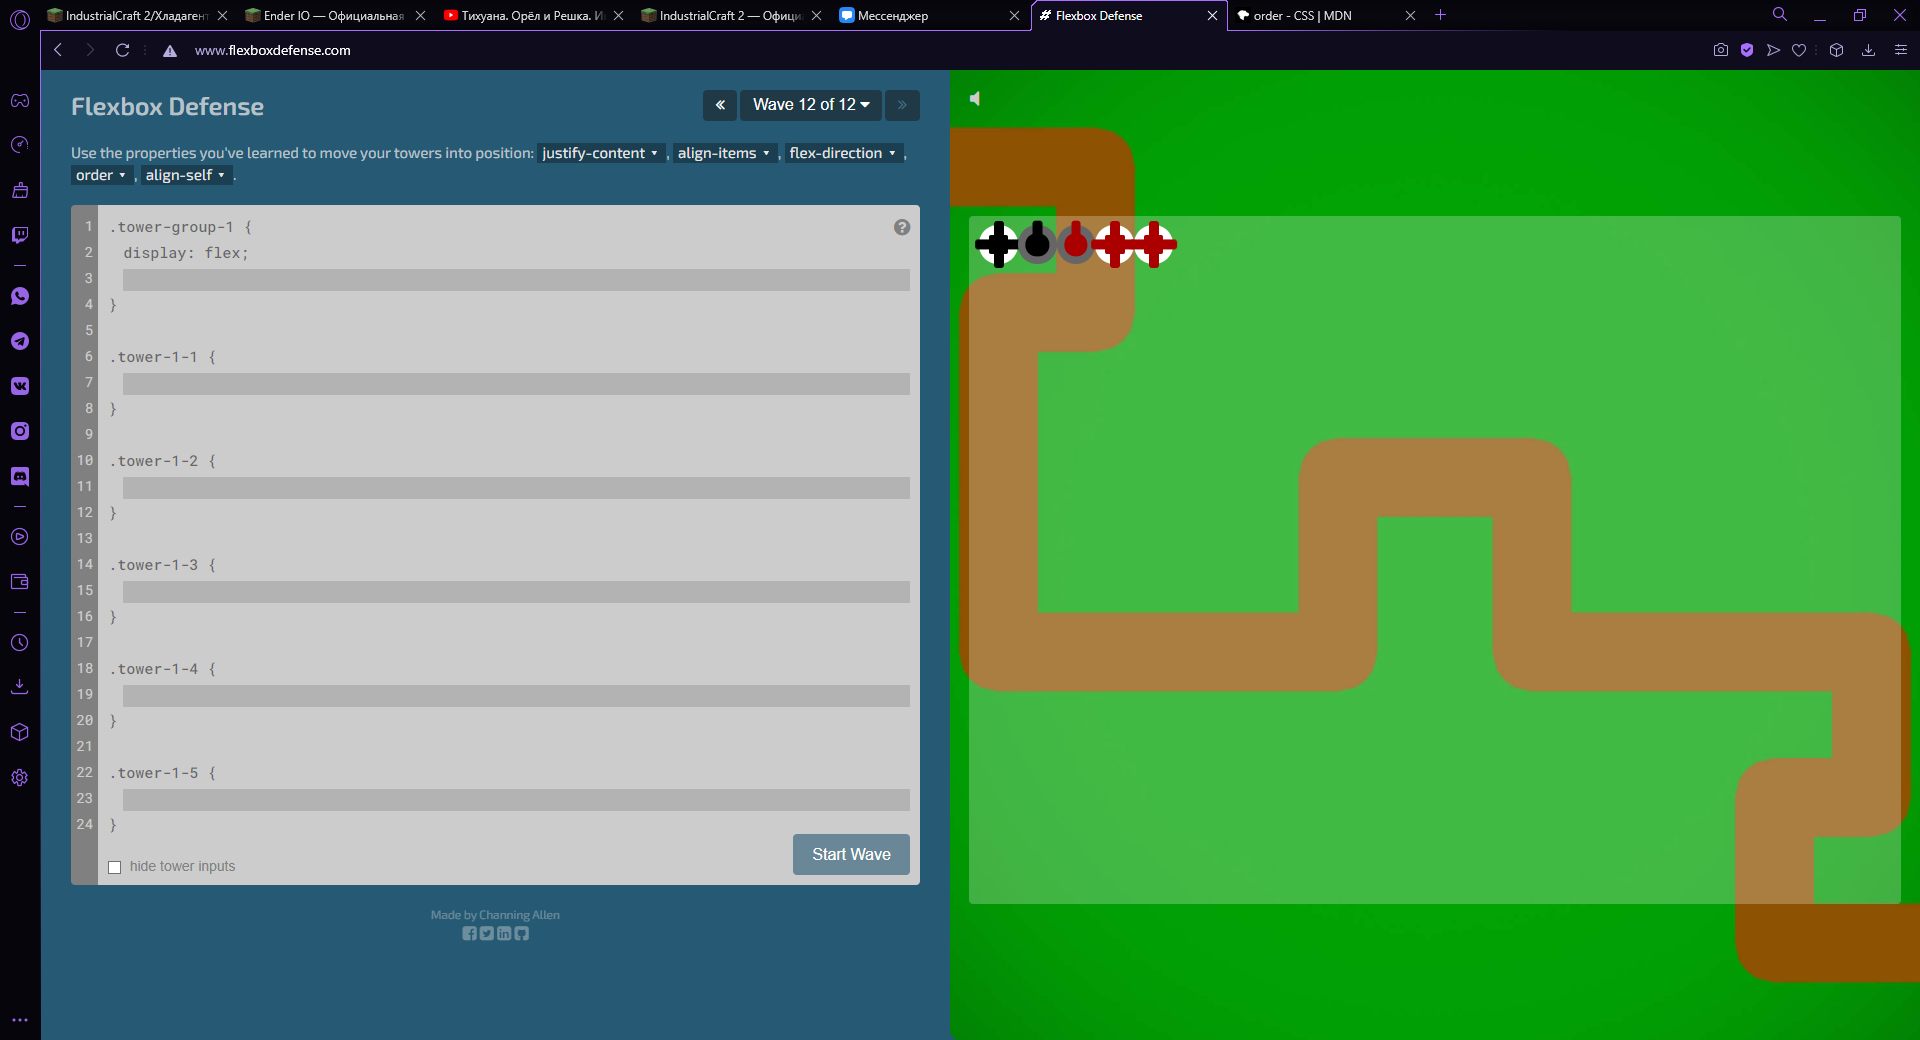 IndustrialCraft 2/Хладагент
Ender IO — Официальная
Тихуана. Орёл и Решка. И
IndustrialCraft 2 — Офици
Мессенджер
Flexbox Defense
order - CSS | MDN
www.flexboxdefense.com
Flexbox Defense
« Wave 12 of 12 »
Use the properties you've learned to move your towers into position: justify-content , align-items , flex-direction ,
order , align-self .
1 .tower-group-1 {
2 display: flex;
3
4 }
5
6 .tower-1-1 {
7
8 }
9
10 .tower-1-2 {
11
12 }
13
14 .tower-1-3 {
15
16 }
17
18 .tower-1-4 {
19
20 }
21
22 .tower-1-5 {
23
24 }
hide tower inputs
Start Wave
Made by Channing Allen